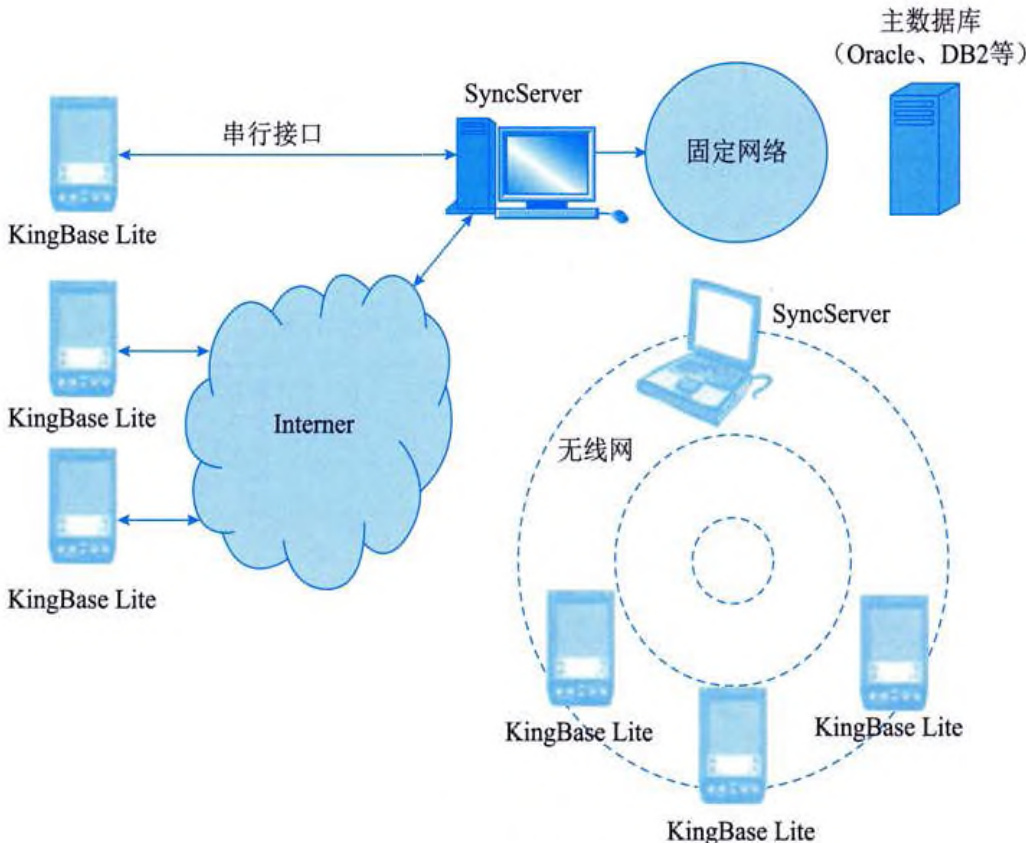 主数据库
（Oracle、DB2等）
SyncServer
串行接口
固定网络
KingBase Lite
SyncServer
KingBase Lite
Interner
无线网
KingBase Lite
KingBase Lite
KingBase Lite
KingBase Lite